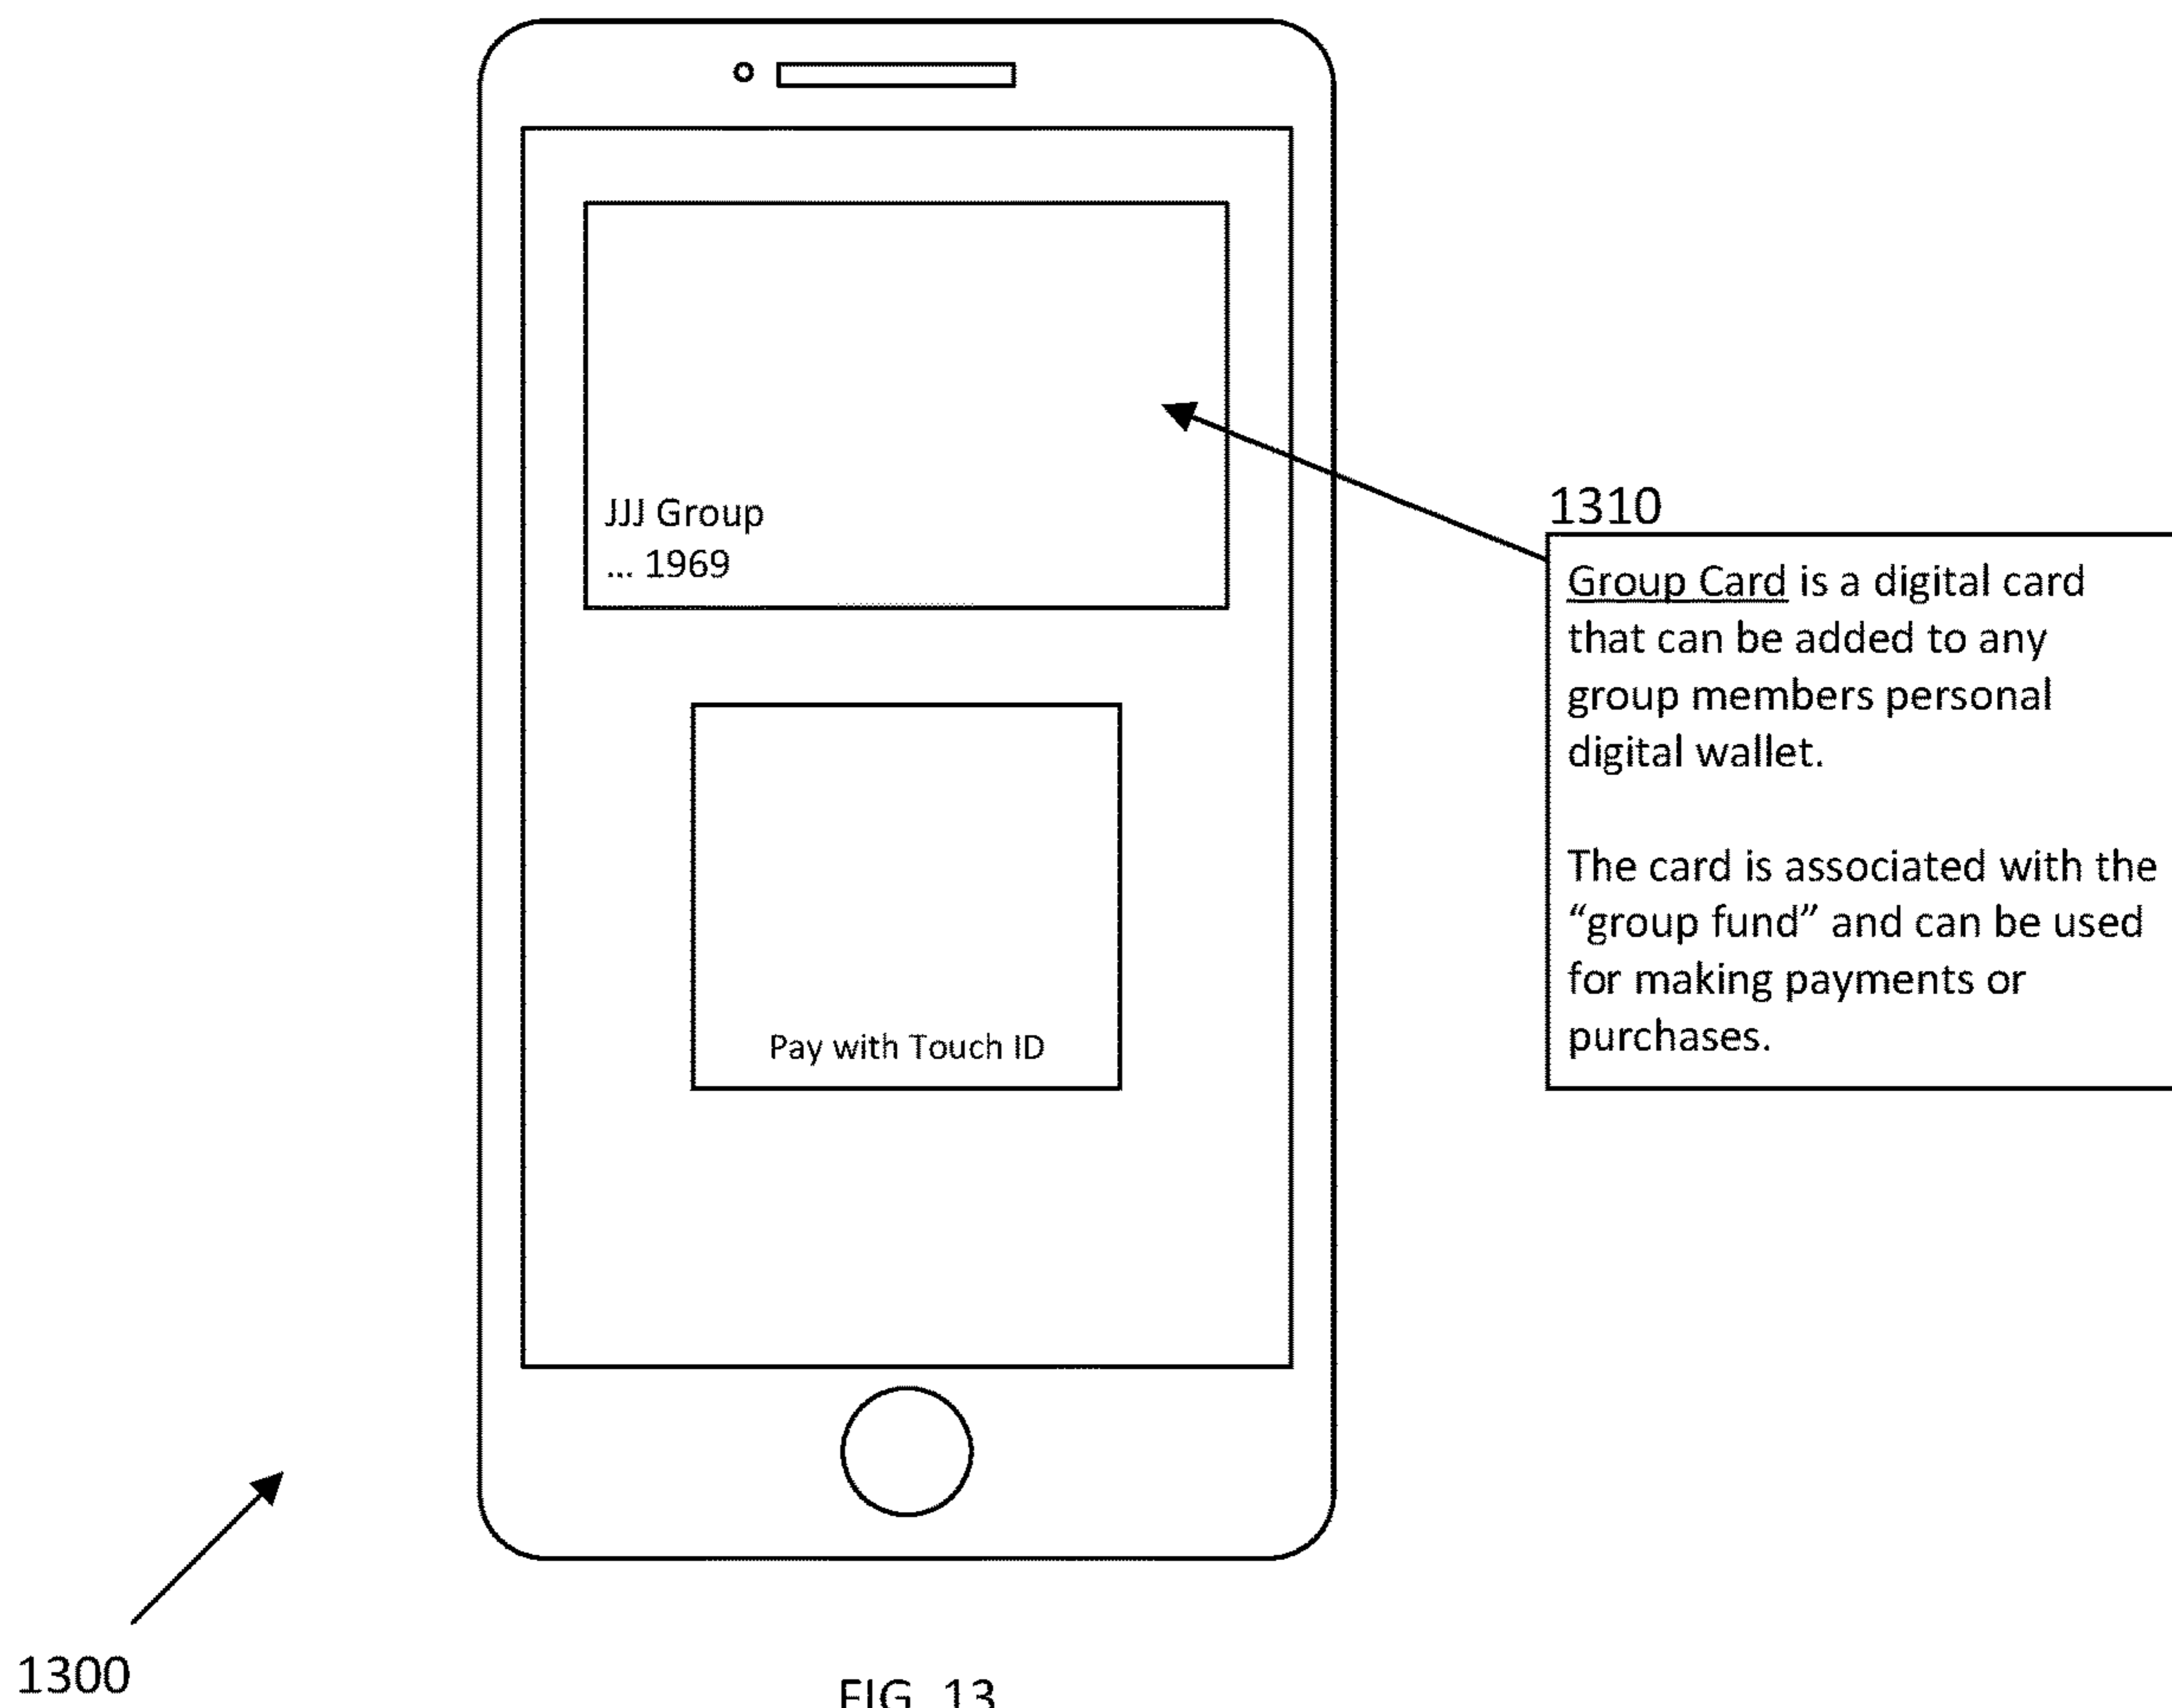 JJJ Group
... 1969
Pay with Touch ID
1310
Group Card is a digital card
that can be added to any
group members personal
digital wallet.
The card is associated with the
“group fund” and can be used
for making payments or
purchases.
1300
FIG. 13